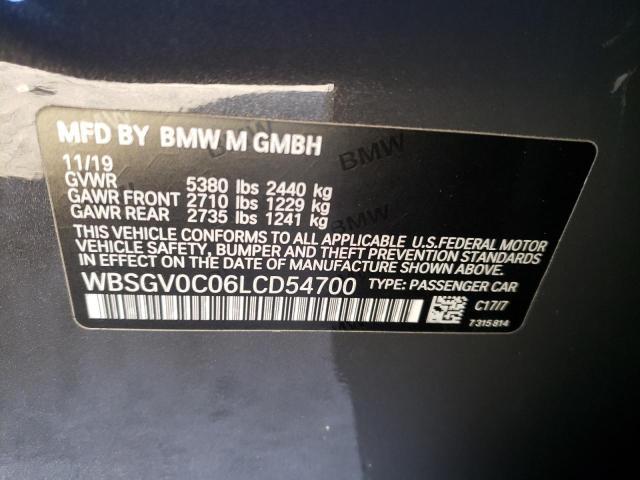 MFD BY BMW M GMBH
11/19
GVWR 5380 lbs 2440 kg
GAWR FRONT 2710 lbs 1229 kg
GAWR REAR 2735 lbs 1241 kg
THIS VEHICLE CONFORMS TO ALL APPLICABLE U.S.FEDERAL MOTOR
VEHICLE SAFETY, BUMPER AND THEFT PREVENTION STANDARDS
IN EFFECT ON THE DATE OF MANUFACTURE SHOWN ABOVE.
WBSGV0C06LCD54700 TYPE: PASSENGER CAR
C17/7
7315814
BMW
BMW